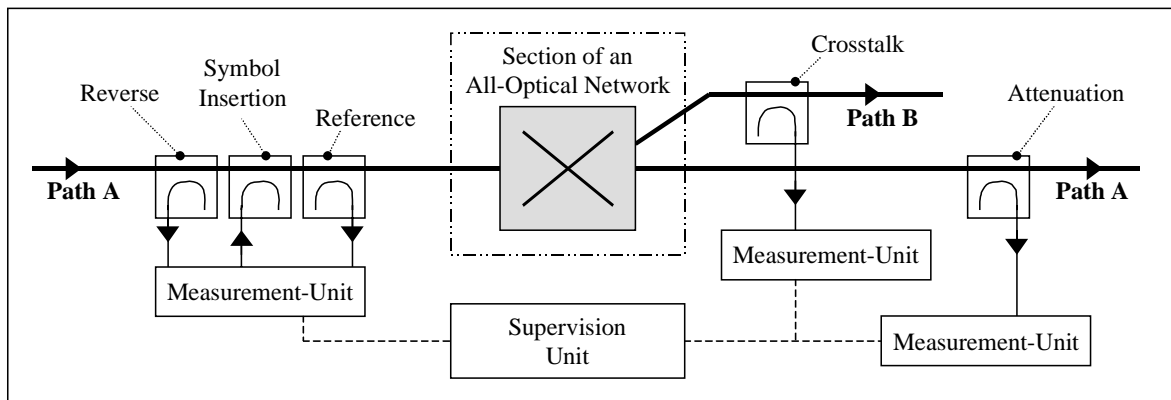 Section of an
All-Optical Network
Crosstalk
Symbol
Insertion
Reverse
Reference
Attenuation
Path B
Path A
Path A
Measurement-Unit
Measurement-Unit
Supervision
Unit
Measurement-Unit